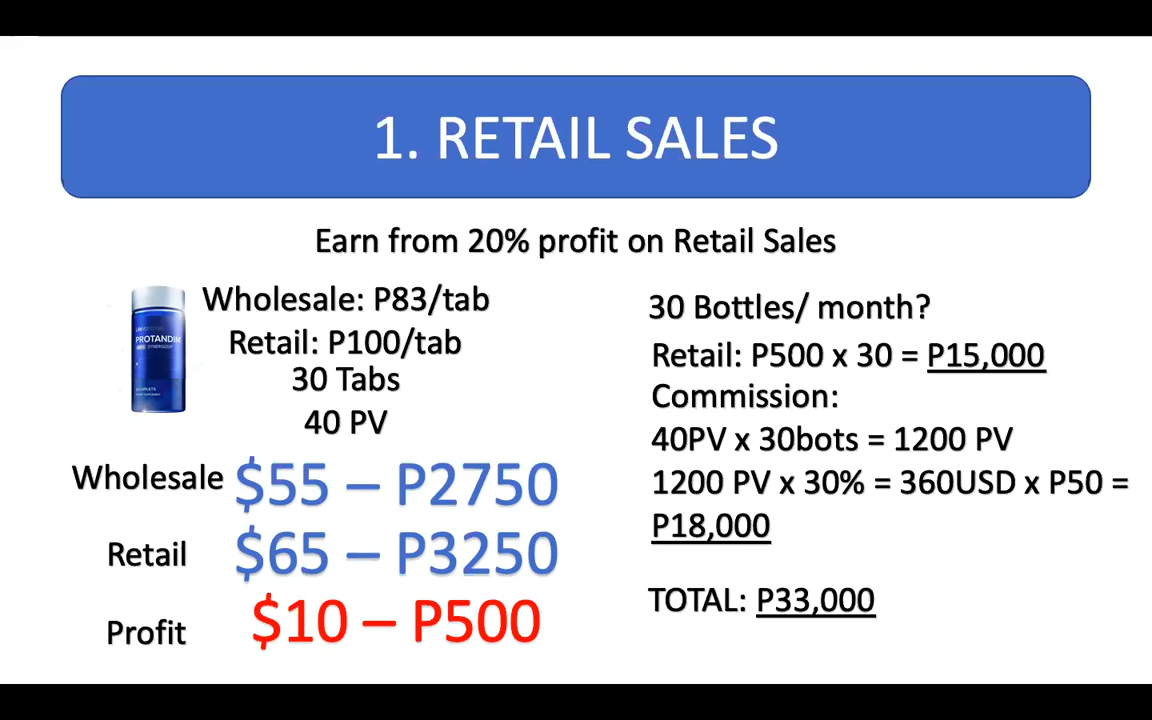 1. RETAIL SALES
Earn from 20% profit on Retail Sales
Wholesale: P83/tab
Retail: P100/tab
30 Tabs
40 PV
PROTANDIM
Wholesale $55 – P2750
Retail $65 – P3250
Profit $10 – P500
30 Bottles/ month?
Retail: P500 x 30 = P15,000
Commission:
40PV x 30bots = 1200 PV
1200 PV x 30% = 360USD x P50 =
P18,000
TOTAL: P33,000